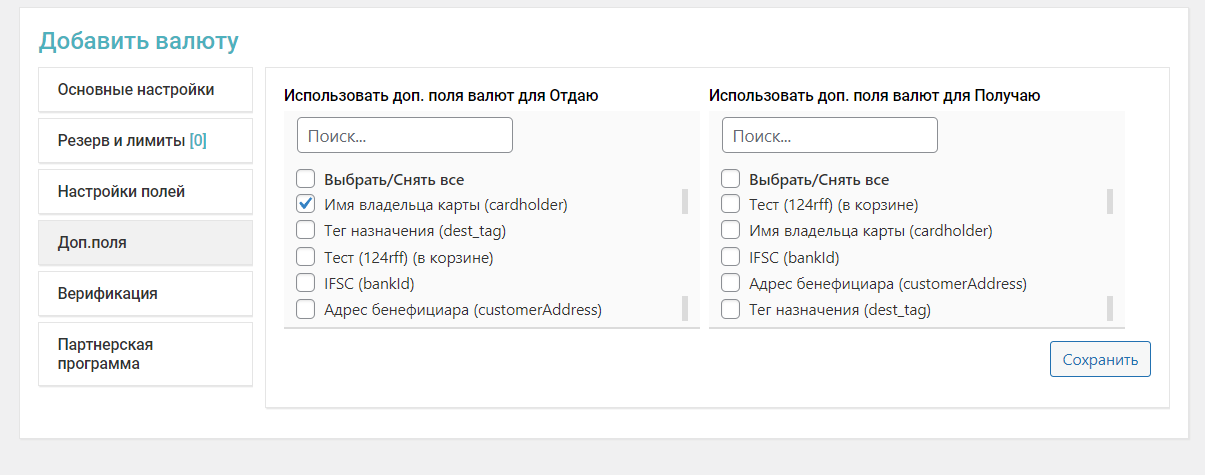 Добавить валюту
Основные настройки
Резерв и лимиты [0]
Настройки полей
Доп.поля
Верификация
Партнерская
программа
Использовать доп. поля валют для Отдаю
Поиск...
Выбрать/Снять все
Имя владельца карты (cardholder)
Тег назначения (dest_tag)
Тест (124rff) (в корзине)
IFSC (bankId)
Адрес бенефициара (customerAddress)
Использовать доп. поля валют для Получаю
Поиск...
Выбрать/Снять все
Тест (124rff) (в корзине)
Имя владельца карты (cardholder)
IFSC (bankId)
Адрес бенефициара (customerAddress)
Тег назначения (dest_tag)
Сохранить